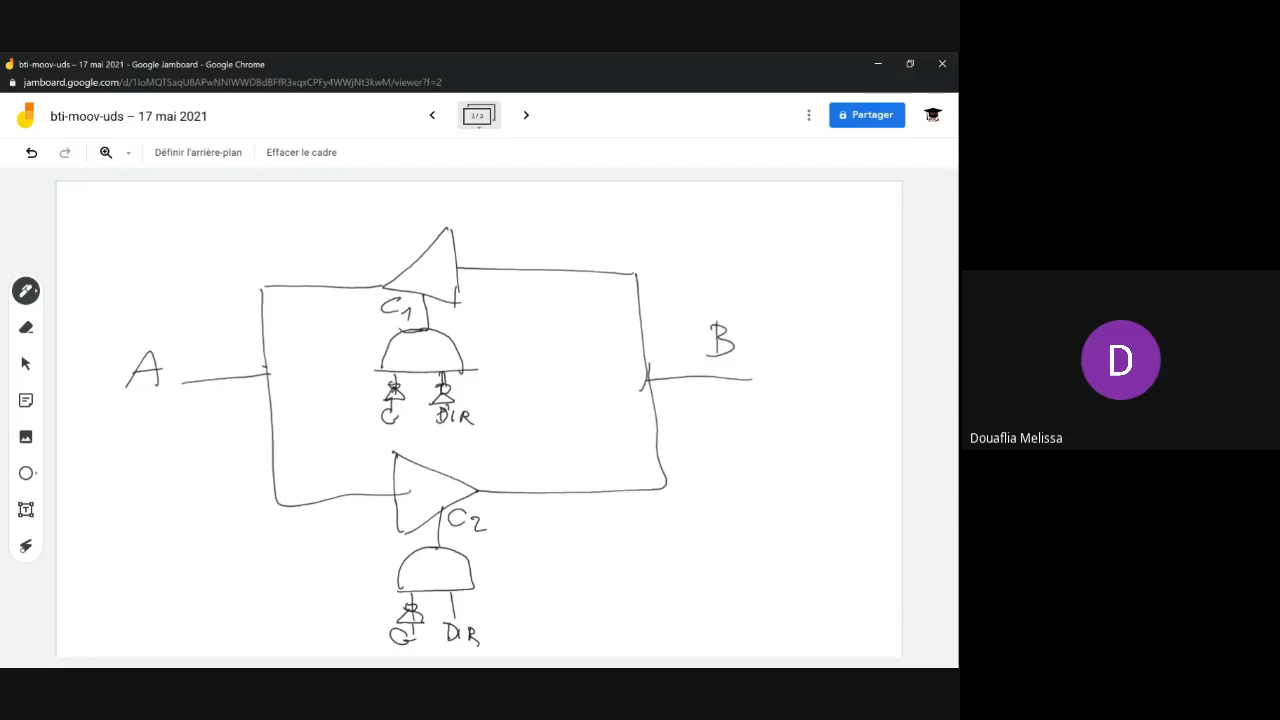 bti-moov-uds – 17 mai 2021 - Google Jamboard - Google Chrome
jamboard.google.com/d/1IoMQTSaqU8APwNNIWWDBdBFfR3xqxCPFy4WWjNt3kwM/viewer?f=2
bti-moov-uds – 17 mai 2021
3 / 3
Partager
Définir l'arrière-plan
Effacer le cadre
C1
A
B
G
DIR
C2
G
DIR
D
Douaflia Melissa